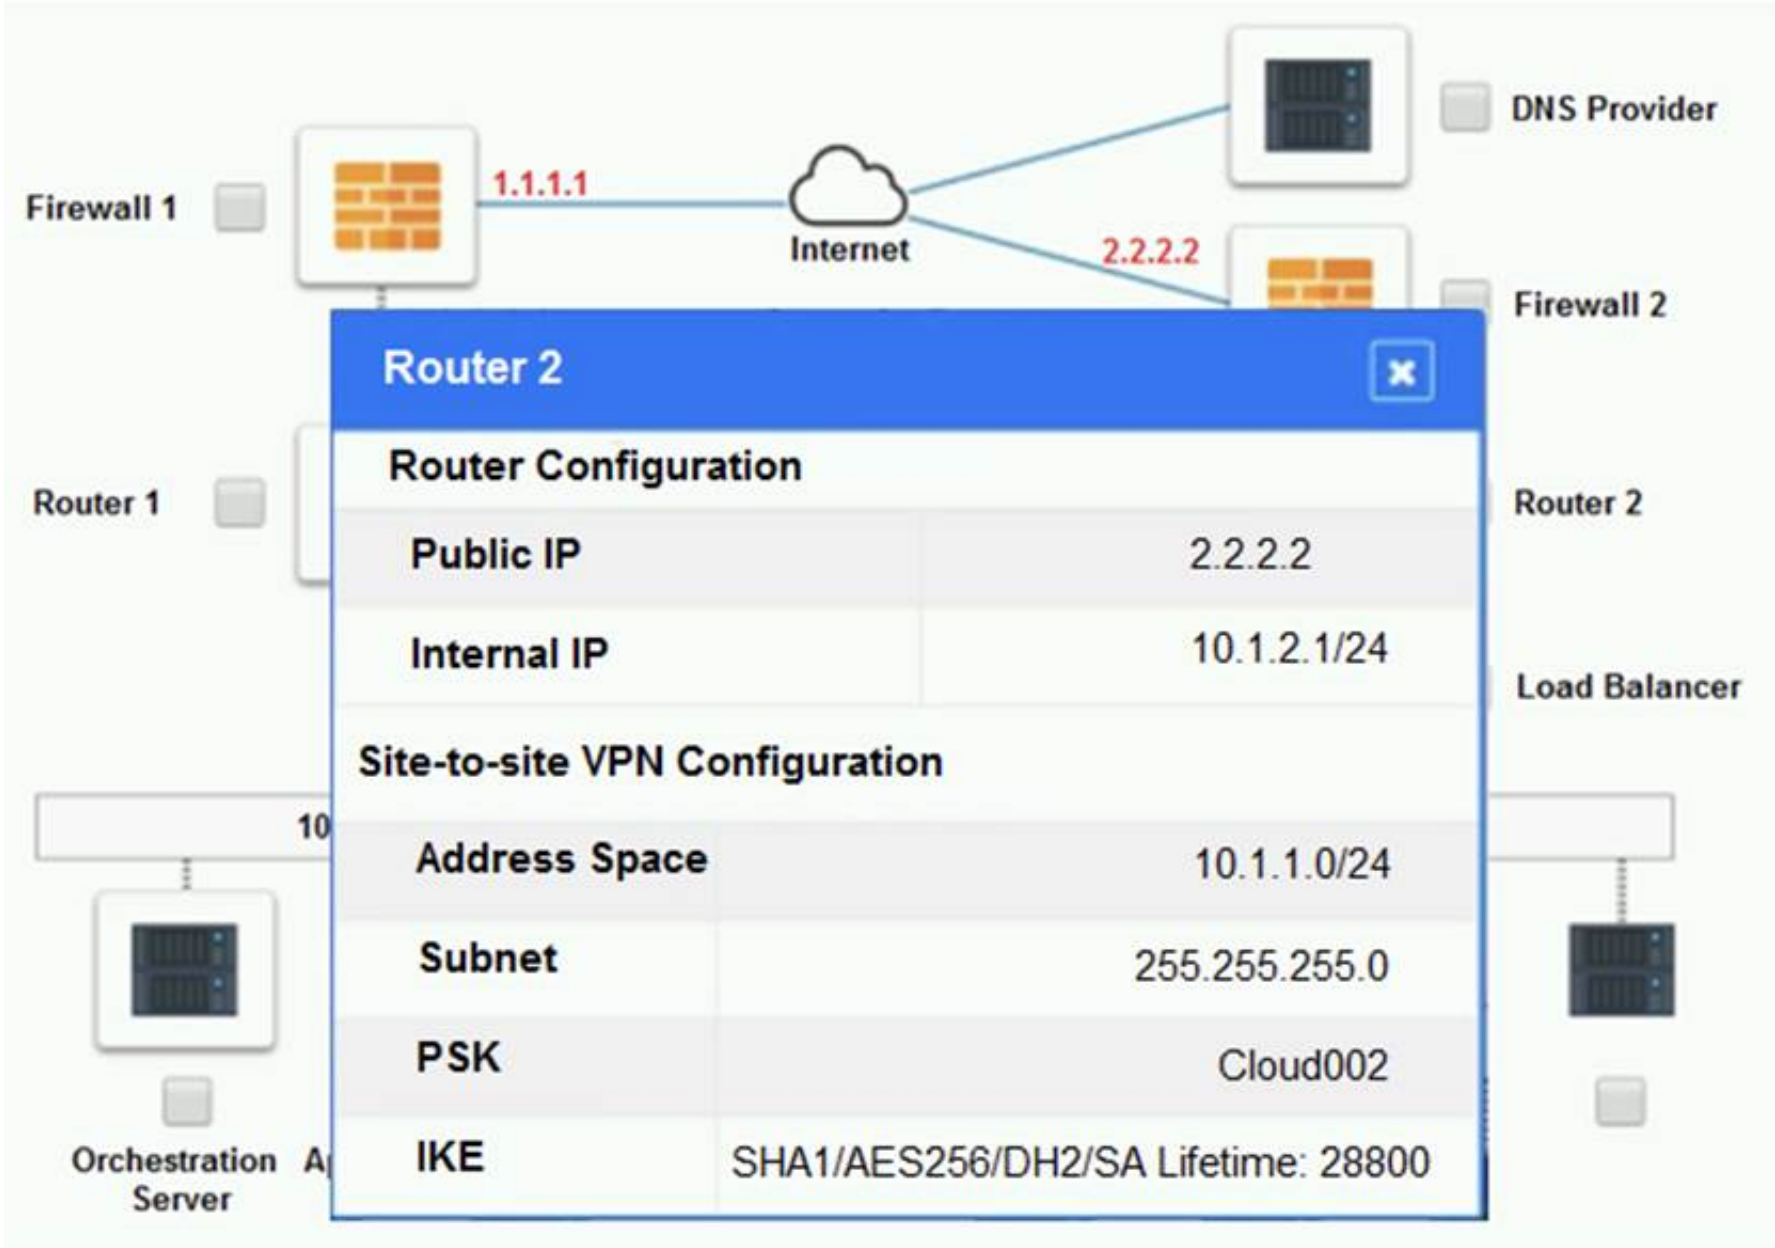 DNS Provider
Firewall 1
1.1.1.1
Internet
2.2.2.2
Firewall 2
Router 2
Router Configuration
Router 1
Router 2
Public IP 2.2.2.2
Internal IP 10.1.2.1/24
Load Balancer
Site-to-site VPN Configuration
10
Address Space 10.1.1.0/24
Subnet 255.255.255.0
PSK Cloud002
IKE SHA1/AES256/DH2/SA Lifetime: 28800
Orchestration
Server